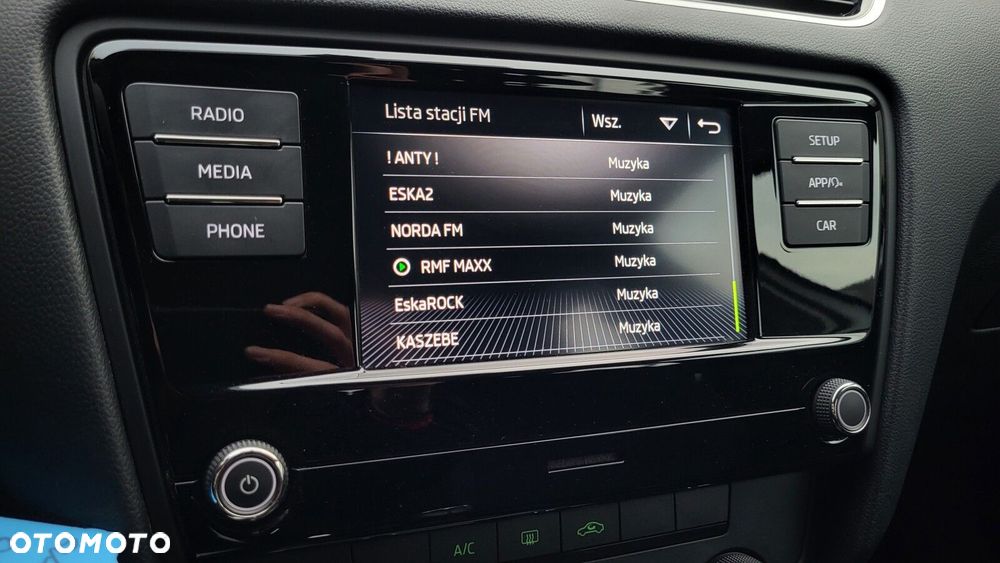 RADIO
MEDIA
PHONE
Lista stacji FM Wsz.
! ANTY ! Muzyka
ESKA2 Muzyka
NORDA FM Muzyka
RMF MAXX Muzyka
EskaROCK Muzyka
KASZEBE Muzyka
SETUP
APP/
CAR
A/C
OTOMOTO